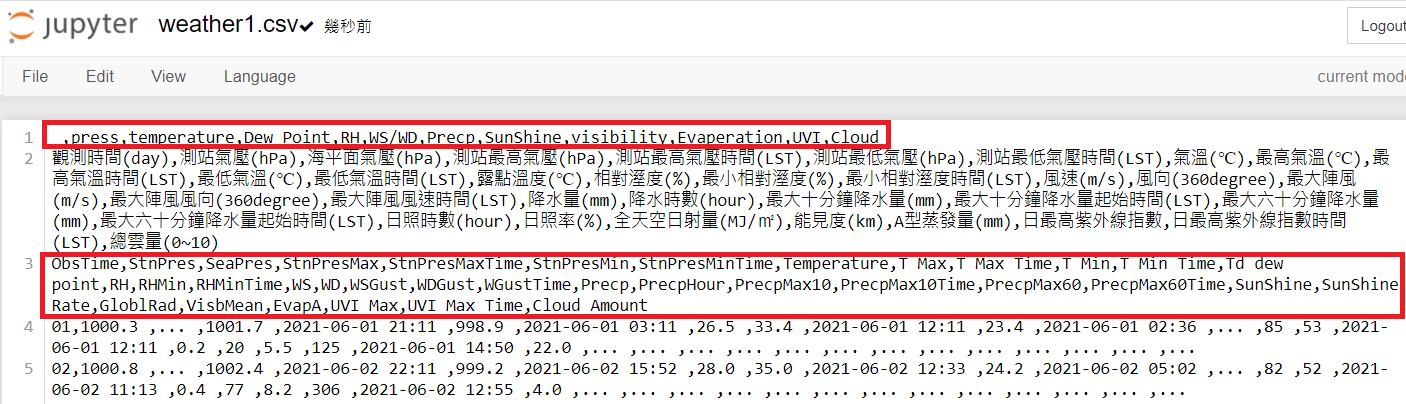 jupyter weather1.csv✔ 幾秒前
Logout
File Edit View Language
current mod
1 ,press,temperature,Dew Point,RH,WS/WD,Precp,SunShine,visibility,Evaperation,UVI,Cloud
2 觀測時間(day),測站氣壓(hPa),海平面氣壓(hPa),測站最高氣壓(hPa),測站最高氣壓時間(LST),測站最低氣壓(hPa),測站最低氣壓時間(LST),氣溫(℃),最高氣溫(℃),最
高氣溫時間(LST),最低氣溫(℃),最低氣溫時間(LST),露點溫度(℃),相對溼度(%),最小相對溼度(%),最小相對溼度時間(LST),風速(m/s),風向(360degree),最大陣風
(m/s),最大陣風風向(360degree),最大陣風風速時間(LST),降水量(mm),降水時數(hour),最大十分鐘降水量(mm),最大十分鐘降水量起始時間(LST),最大六十分鐘降水量
(mm),最大六十分鐘降水量起始時間(LST),日照時數(hour),日照率(%),全天空日射量(MJ/㎡),能見度(km),A型蒸發量(mm),日最高紫外線指數,日最高紫外線指數時間
(LST),總雲量(0~10)
3 ObsTime,StnPres,SeaPres,StnPresMax,StnPresMaxTime,StnPresMin,StnPresMinTime,Temperature,T Max,T Max Time,T Min,T Min Time,Td dew
point,RH,RHMin,RHMinTime,WS,WD,WSGust,WDGust,WGustTime,Precp,PrecpHour,PrecpMax10,PrecpMax10Time,PrecpMax60,PrecpMax60Time,SunShine,SunShine
Rate,GloblRad,VisbMean,EvapA,UVI Max,UVI Max Time,Cloud Amount
4 01,1000.3 ,... ,1001.7 ,2021-06-01 21:11 ,998.9 ,2021-06-01 03:11 ,26.5 ,33.4 ,2021-06-01 12:11 ,23.4 ,2021-06-01 02:36 ,... ,85 ,53 ,2021-
06-01 12:11 ,0.2 ,20 ,5.5 ,125 ,2021-06-01 14:50 ,22.0 ,... ,... ,... ,... ,... ,... ,... ,... ,... ,... ,... ,... ,...
5 02,1000.8 ,... ,1002.4 ,2021-06-02 22:11 ,999.2 ,2021-06-02 15:52 ,28.0 ,35.0 ,2021-06-02 12:33 ,24.2 ,2021-06-02 05:02 ,... ,82 ,52 ,2021-
06-02 11:13 ,0.4 ,77 ,8.2 ,306 ,2021-06-02 12:55 ,4.0 ,... ,... ,... ,... ,... ,... ,... ,... ,... ,... ,... ,... ,...